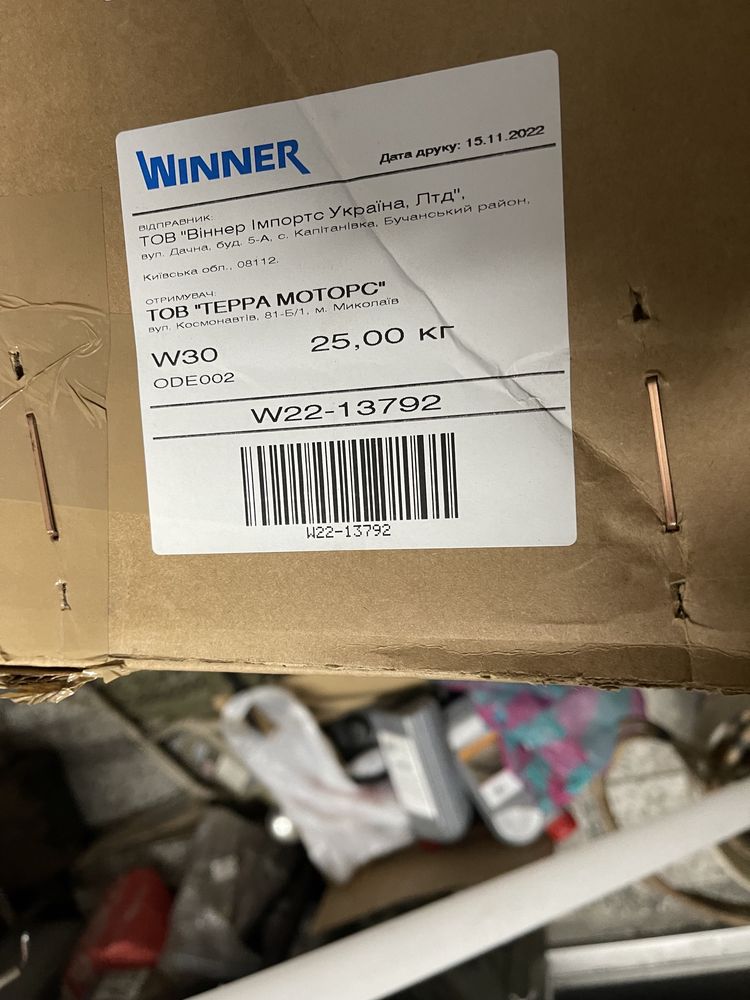 WINNER
Дата друку: 15.11.2022
ВІДПРАВНИК:
ТОВ "Віннер Імпортс Україна, Лтд",
вул. Дачна, буд. 5-А, с. Капітанівка, Бучанський район,
Київська обл., 08112.
ОТРИМУВАЧ:
ТОВ "ТЕРРА МОТОРС"
вул. Космонавтів, 81-Б/1, м. Миколаїв
W30 25,00 кг
ODE002
W22-13792
W22-13792